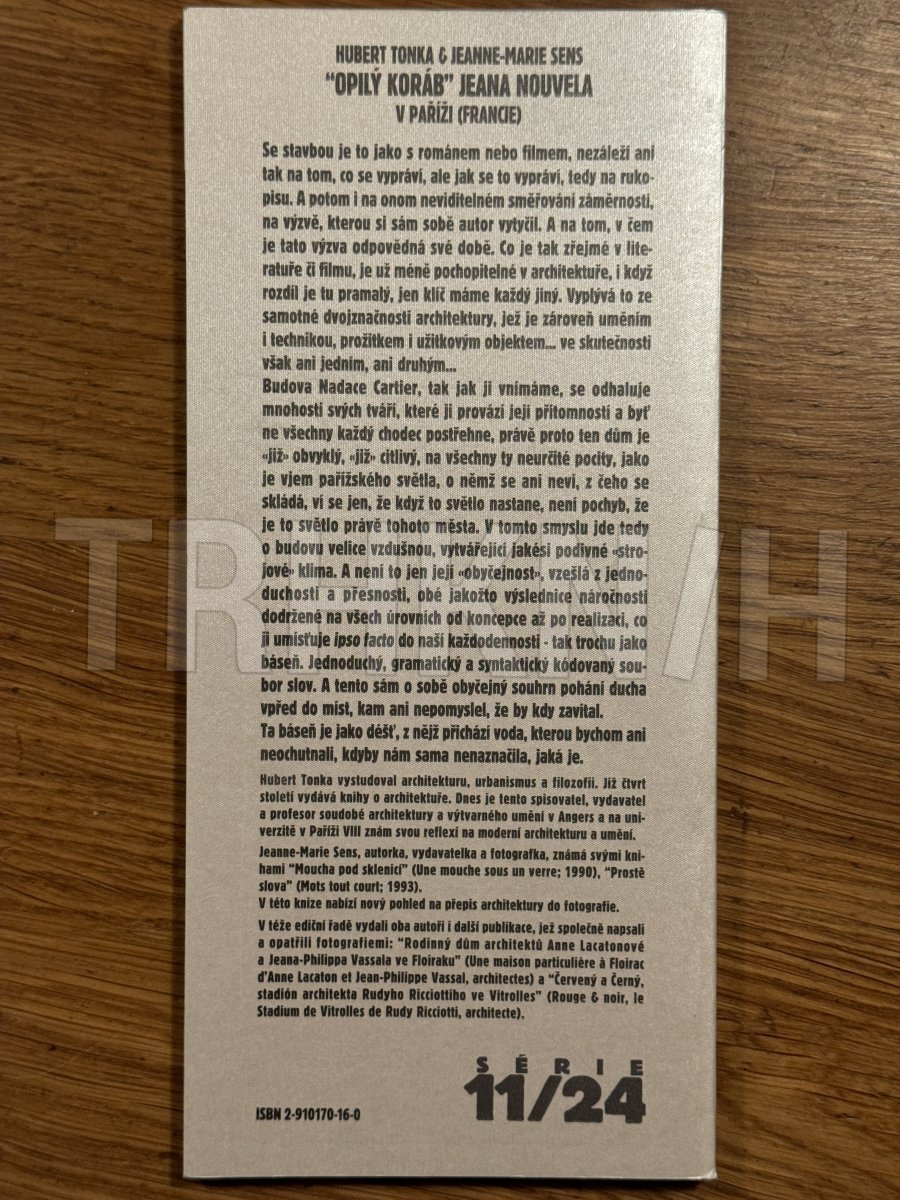 HUBERT TONKA & JEANNE-MARIE SENS
“OPILÝ KORÁB” JEANA NOUVELA
V PAŘÍŽI (FRANCIE)
Se stavbou je to jako s románem nebo filmem, nezáleží ani
tak na tom, co se vypráví, ale jak se to vypráví, tedy na ruko-
pisu. A potom i na onom neviditelném směřování záměrnosti,
na výzvě, kterou si sám sobě autor vytyčil. A na tom, v čem
je tato výzva odpovědná své době. Co je tak zřejmé v lite-
ratuře či filmu, je už méně pochopitelné v architektuře, i když
rozdíl je tu pramalý, jen klíč máme každý jiný. Vyplývá to ze
samotné dvojznačnosti architektury, jež je zároveň uměním
i technikou, prožitkem i užitkovým objektem... ve skutečnosti
však ani jedním, ani druhým...
Budova Nadace Cartier, tak jak ji vnímáme, se odhaluje
mnohostí svých tváří, které ji provází její přítomností a byť
ne všechny každý chodec postřehne, právě proto ten dům je
«již» obvyklý, «již» citlivý, na všechny ty neurčité pocity, jako
je vjem pařížského světla, o němž se ani neví, z čeho se
skládá, ví se jen, že když to světlo nastane, není pochyb, že
je to světlo právě tohoto města. V tomto smyslu jde tedy
o budovu velice vzdušnou, vytvářející jakési podivné «stro-
jové» klima. A není to jen její «obyčejnost», vzešlá z jedno-
duchosti a přesnosti, obé jakožto výslednice náročnosti
dodržené na všech úrovních od koncepce až po realizaci, co
ji umisťuje ipso facto do naší každodennosti - tak trochu jako
báseň. Jednoduchý, gramatický a syntaktický kódovaný sou-
bor slov. A tento sám o sobě obyčejný souhrn pohání ducha
vpřed do míst, kam ani nepomyslel, že by kdy zavítal.
Ta báseň je jako déšť, z nějž přichází voda, kterou bychom ani
neochutnali, kdyby nám sama nenaznačila, jaká je.
Hubert Tonka vystudoval architekturu, urbanismus a filozofii. Již čtvrt
století vydává knihy o architektuře. Dnes je tento spisovatel, vydavatel
a profesor soudobé architektury a výtvarného umění v Angers a na uni-
verzitě v Paříži VIII znám svou reflexí na moderní architekturu a umění.
Jeanne-Marie Sens, autorka, vydavatelka a fotografka, známá svými kni-
hami “Moucha pod sklenicí” (Une mouche sous un verre; 1990), “Prostě
slova” (Mots tout court; 1993).
V této knize nabízí nový pohled na přepis architektury do fotografie.
V téže ediční řadě vydali oba autoři i další publikace, jež společně napsali
a opatřili fotografiemi: “Rodinný dům architektů Anne Lacatonové
a Jeana-Philippa Vassala ve Floiraku” (Une maison particulière à Floirac
d’Anne Lacaton et Jean-Philippe Vassal, architectes) a “Červený a Černý,
stadión architekta Rudyho Ricciottiho ve Vitrolles” (Rouge & noir, le
Stadium de Vitrolles de Rudy Ricciotti, architecte).
SÉRIE
11/24
ISBN 2-910170-16-0